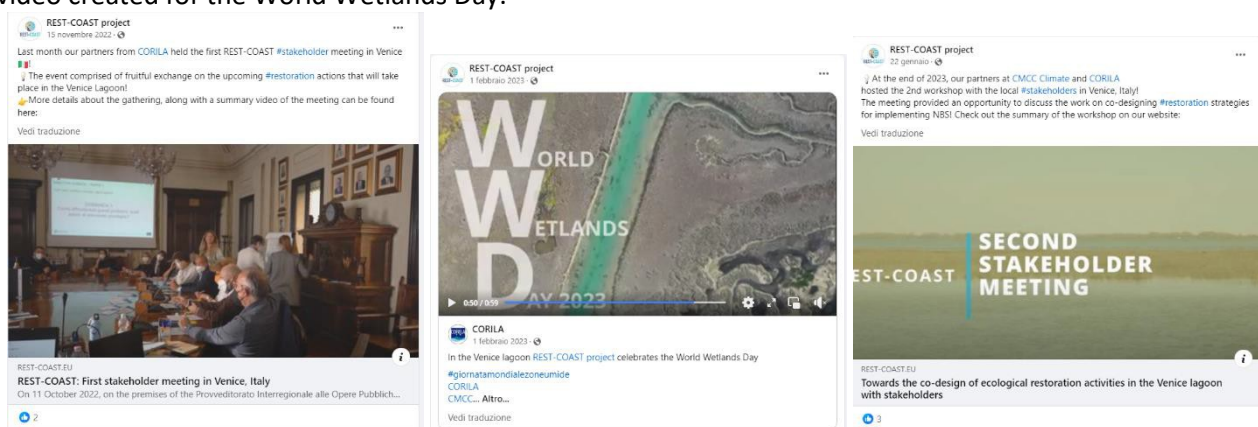 video created for the World Wetlands Day.
REST-COAST project
15 novembre 2022
Last month our partners from CORILA held the first REST-COAST #stakeholder meeting in Venice
!
The event comprised of fruitful exchange on the upcoming #restoration actions that will take
place in the Venice Lagoon!
More details about the gathering, along with a summary video of the meeting can be found
here:
Vedi traduzione
REST-COAST.EU
REST-COAST: First stakeholder meeting in Venice, Italy
On 11 October 2022, on the premises of the Provveditorato Interregionale alle Opere Pubblich...
2
REST-COAST project
1 febbraio 2023
WORLD
WETLANDS
DAY 2023
0:50 / 0:59
CORILA
1 febbraio 2023
In the Venice lagoon REST-COAST project celebrates the World Wetlands Day
#giornatamondialezoneumide
CORILA
CMCC... Altro...
Vedi traduzione
REST-COAST project
22 gennaio
At the end of 2023, our partners at CMCC Climate and CORILA
hosted the 2nd workshop with the local #stakeholders in Venice, Italy!
The meeting provided an opportunity to discuss the work on co-designing #restoration strategies
for implementing NBS! Check out the summary of the workshop on our website:
Vedi traduzione
EST-COAST
SECOND
STAKEHOLDER
MEETING
REST-COAST.EU
Towards the co-design of ecological restoration activities in the Venice lagoon
with stakeholders
3